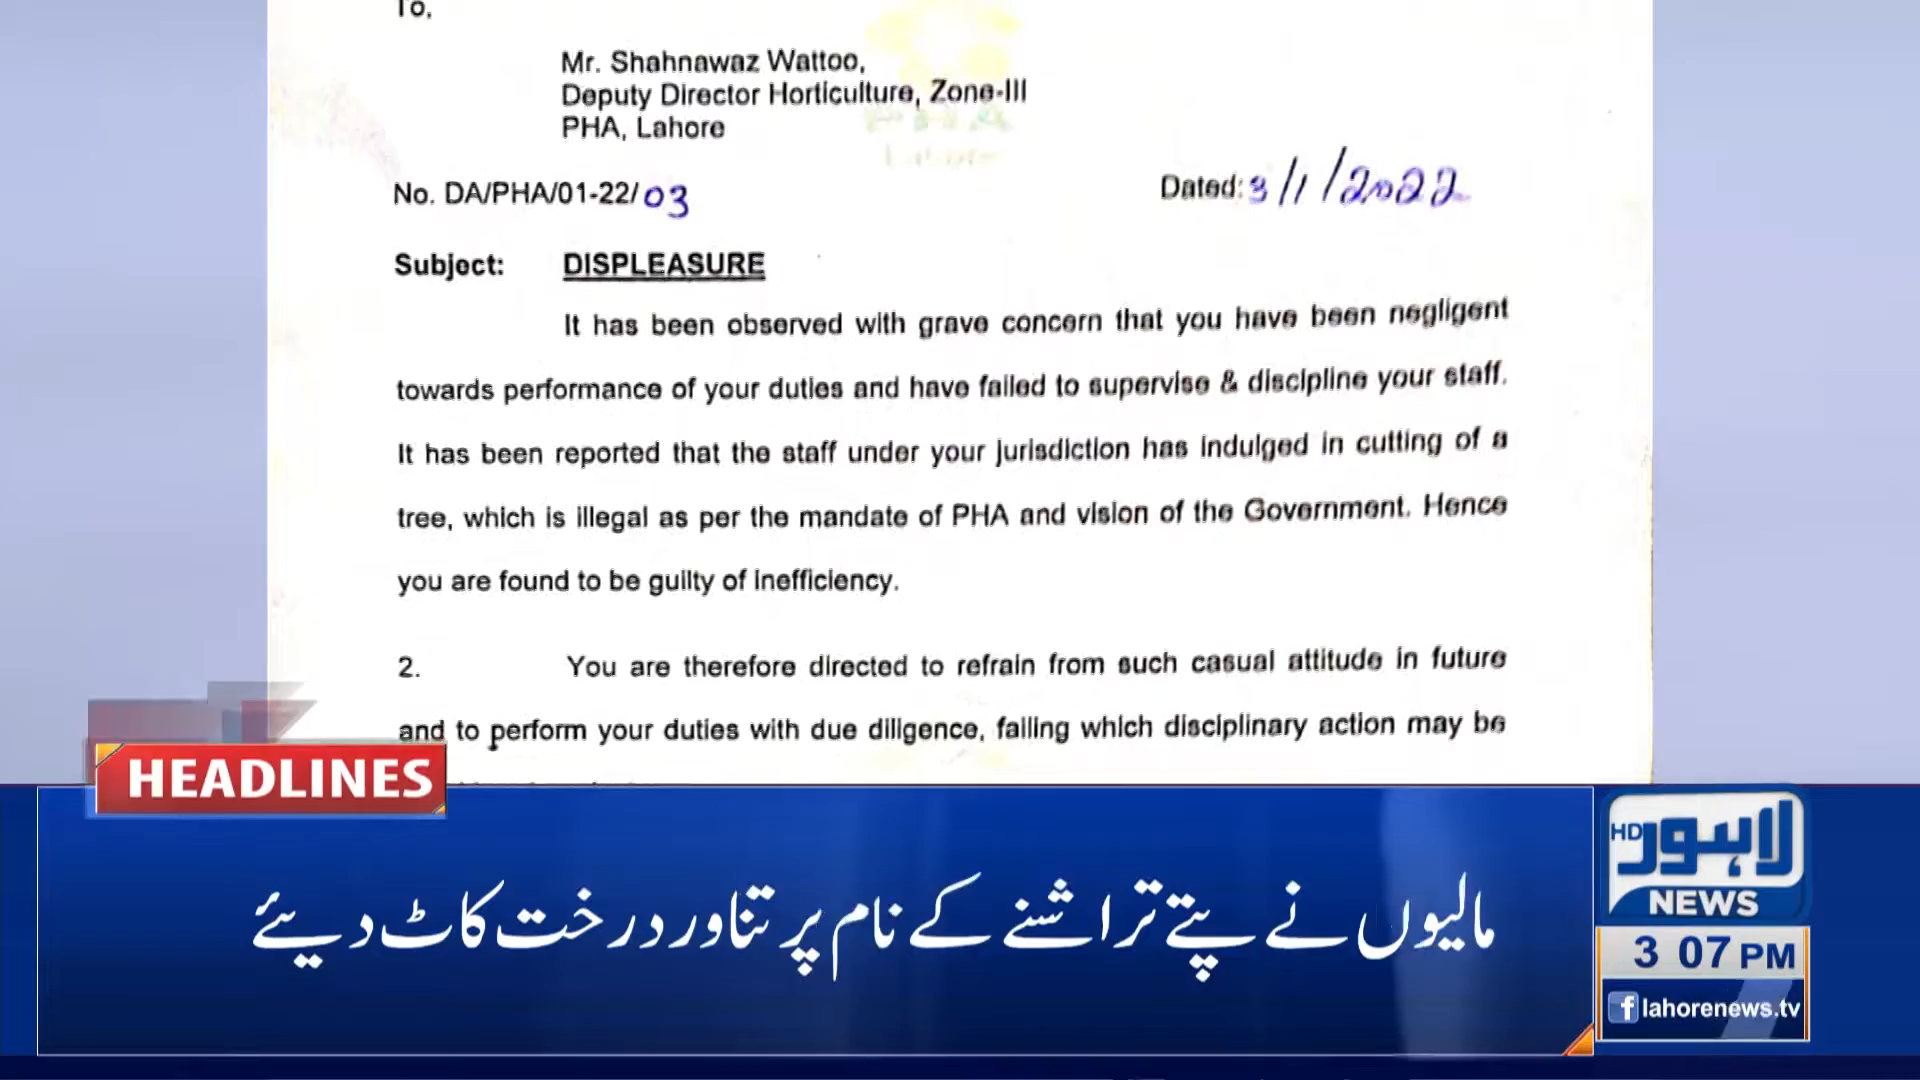 To,
Mr. Shahnawaz Wattoo,
Deputy Director Horticulture, Zone-III
PHA, Lahore
PHA
Lahore
No. DA/PHA/01-22/03
Dated: 3/1/2022
Subject: DISPLEASURE
It has been observed with grave concern that you have been negligent
towards performance of your duties and have failed to supervise & discipline your staff.
It has been reported that the staff under your jurisdiction has indulged in cutting of a
tree, which is illegal as per the mandate of PHA and vision of the Government. Hence
you are found to be guilty of inefficiency.
2. You are therefore directed to refrain from such casual attitude in future
and to perform your duties with due diligence, failing which disciplinary action may be
HEADLINES
مالیوں نے پتے تراشنے کے نام پر تناور درخت کاٹ دیئے
لاہور HD
NEWS
3 07 PM
lahorenews.tv